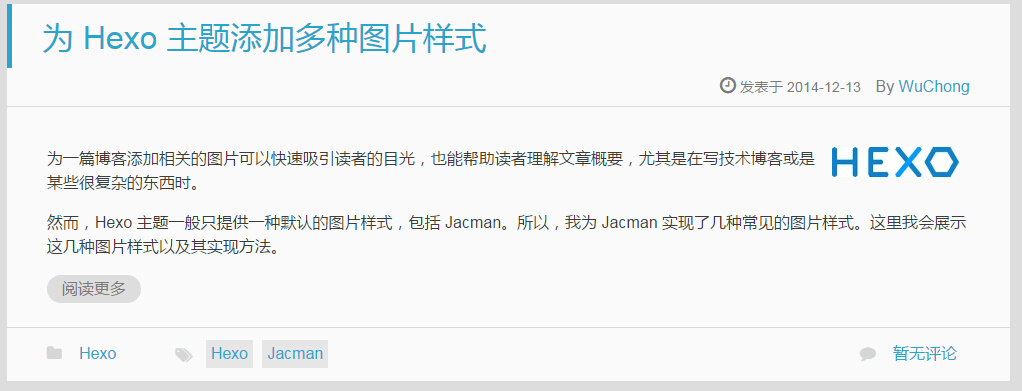 为 Hexo 主题添加多种图片样式
发表于 2014-12-13 By WuChong
为一篇博客添加相关的图片可以快速吸引读者的目光，也能帮助读者理解文章概要，尤其是在写技术博客或是
HEXO
某些很复杂的东西时。
然而，Hexo 主题一般只提供一种默认的图片样式，包括 Jacman。所以，我为 Jacman 实现了几种常见的图片样式。这里我会展示
这几种图片样式以及其实现方法。
阅读更多
Hexo Hexo Jacman 暂无评论